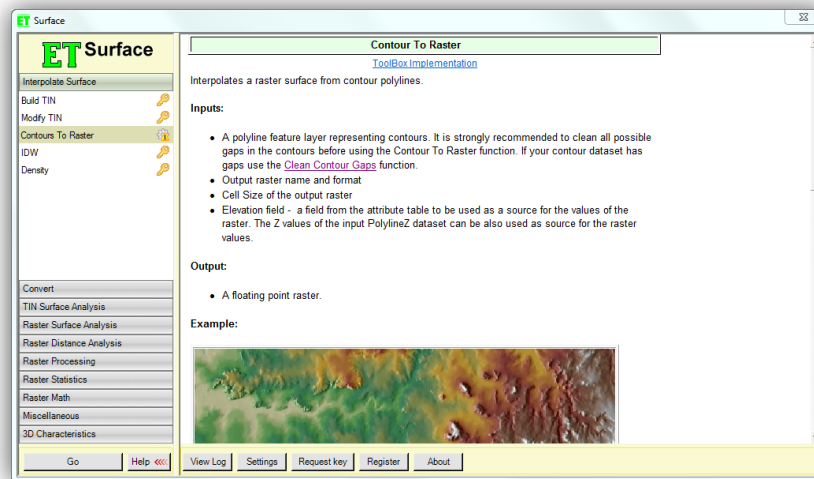 ET Surface
ET Surface
Interpolate Surface
Build TIN
Modify TIN
Contours To Raster
IDW
Density
Convert
TIN Surface Analysis
Raster Surface Analysis
Raster Distance Analysis
Raster Processing
Raster Statistics
Raster Math
Miscellaneous
3D Characteristics
Go
Help <<<
Contour To Raster
ToolBox Implementation
Interpolates a raster surface from contour polylines.
Inputs:
• A polyline feature layer representing contours. It is strongly recommended to clean all possible
gaps in the contours before using the Contour To Raster function. If your contour dataset has
gaps use the Clean Contour Gaps function.
• Output raster name and format
• Cell Size of the output raster
• Elevation field - a field from the attribute table to be used as a source for the values of the
raster. The Z values of the input PolylineZ dataset can be also used as source for the raster
values.
Output:
• A floating point raster.
Example:
View Log
Settings
Request key
Register
About